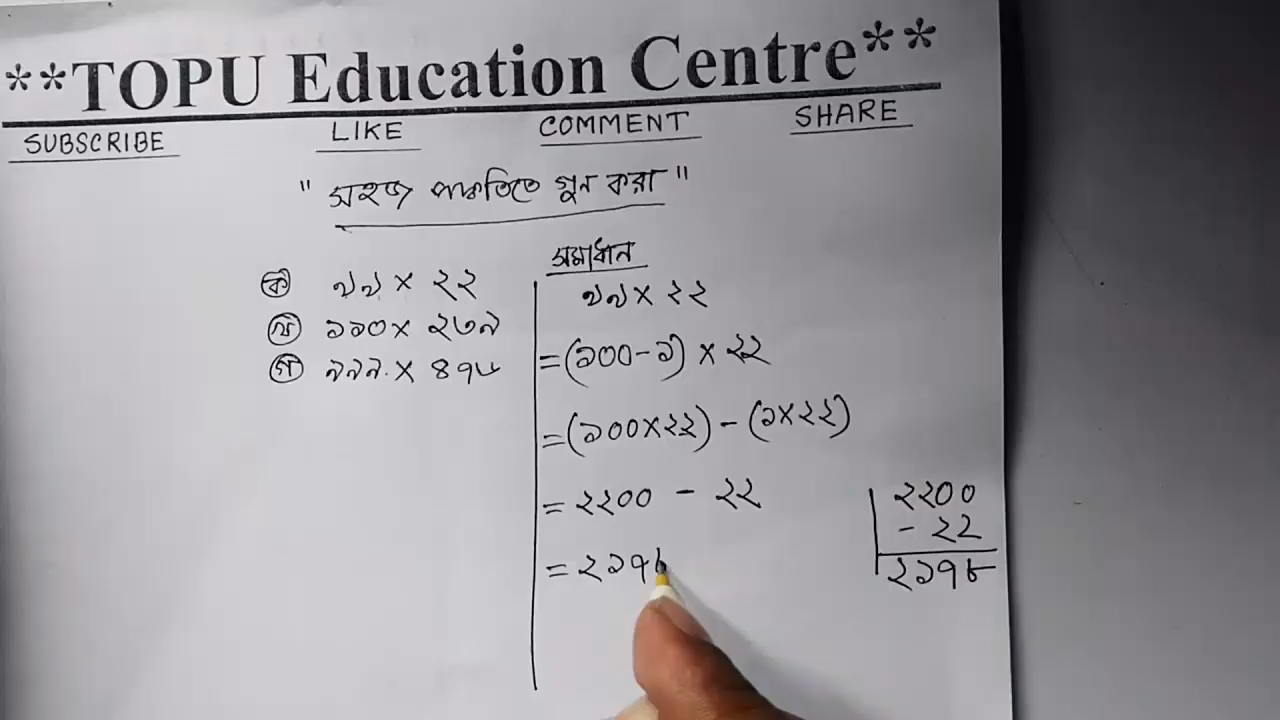 **TOPU Education Centre**
SUBSCRIBE LIKE COMMENT SHARE
" সহজ পদ্ধতিতে গুন করা "
ক ৯৯ × ২২
খ ১১০ × ২৩৯
গ ৯৯৯ × ৪৭৮
সমাধান
৯৯ × ২২
= (১০০ - ১) × ২২
= (১০০ × ২২) - (১ × ২২)
= ২২০০ - ২২
= ২১৭৮
২২০০
- ২২
২১৭৮